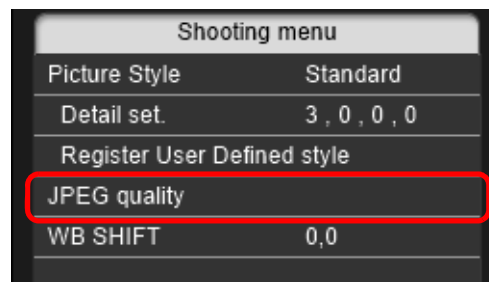 Shooting menu
Picture Style Standard
Detail set. 3 , 0 , 0 , 0
Register User Defined style
JPEG quality
WB SHIFT 0,0